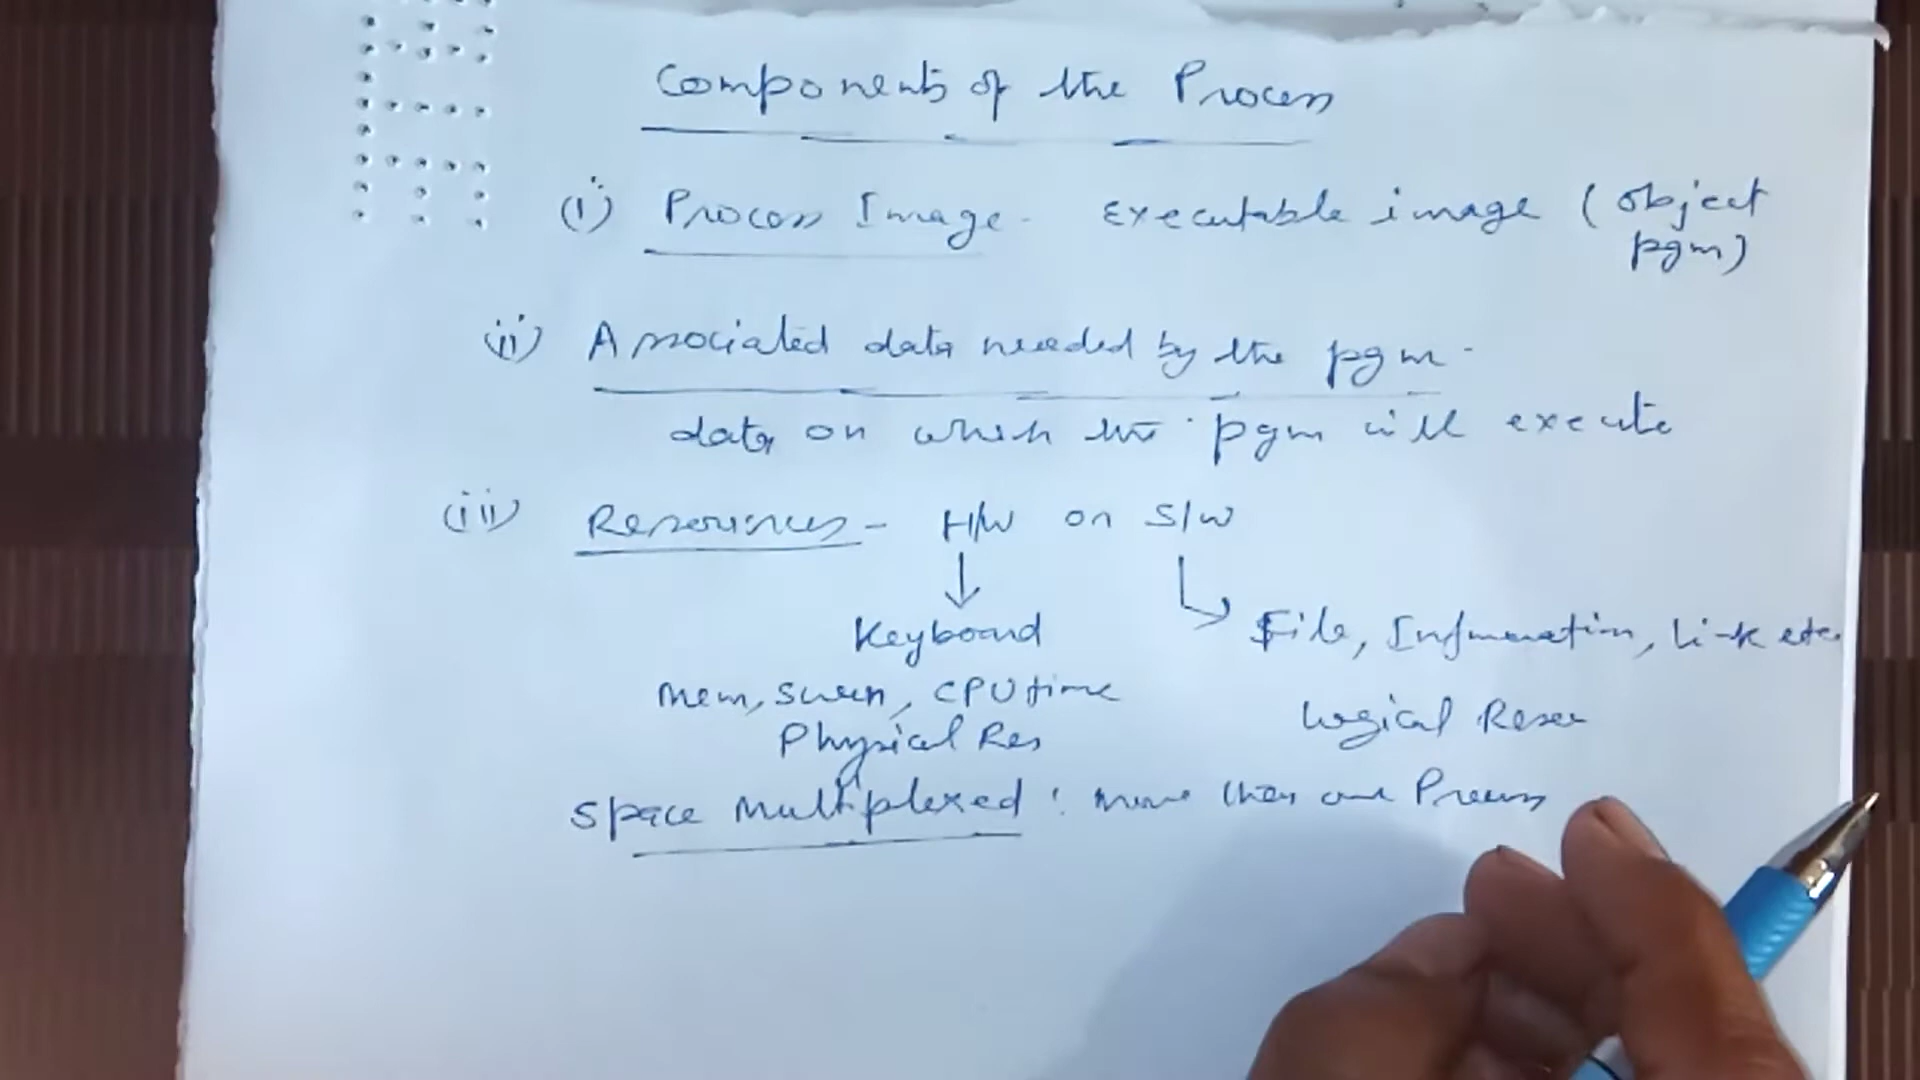 Components of the Process
(i) Process Image - Executable image (object
pgm)
ii) Associated data needed by the pgm -
data on which the pgm will execute
(iii) Resources - H/W or S/W
Keyboard
File, Information, Link etc.
Mem, Screen, CPU time
Logical Resou
Physical Res
Space Multiplexed : more than one Process